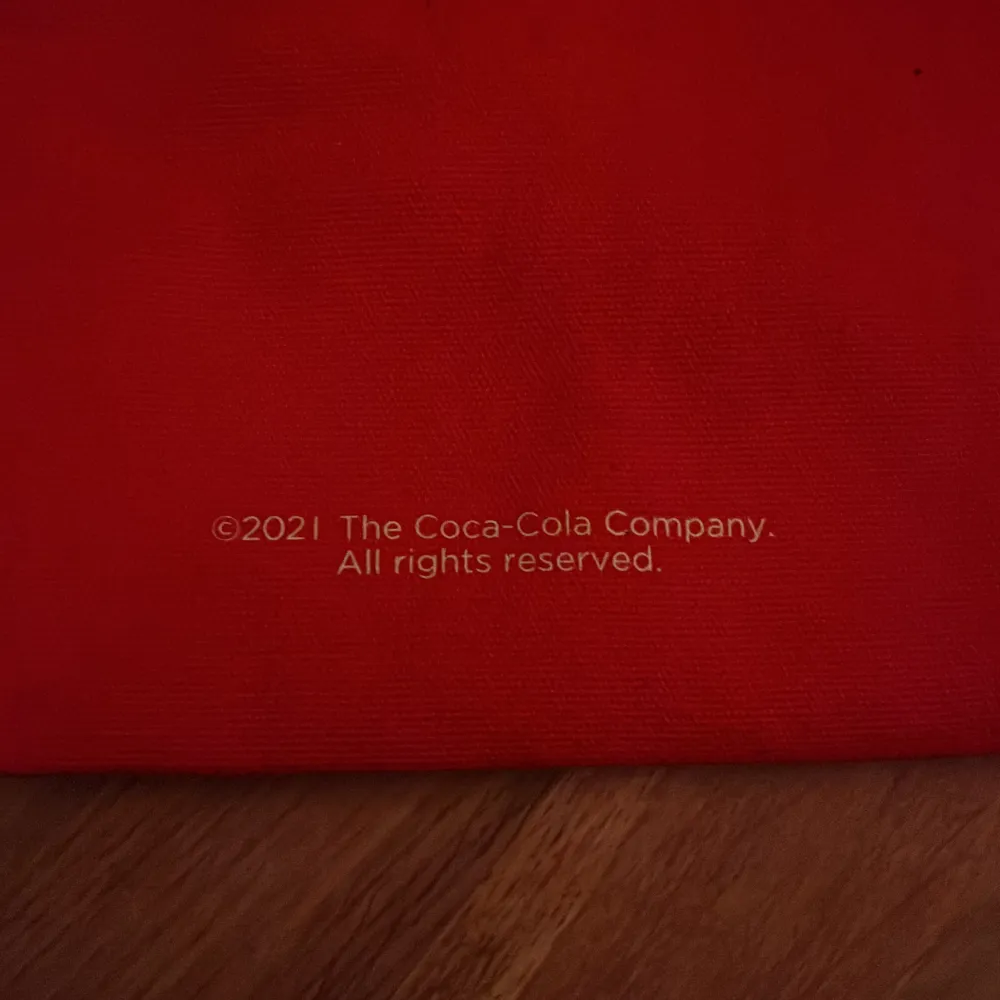 ©2021 The Coca-Cola Company.
All rights reserved.